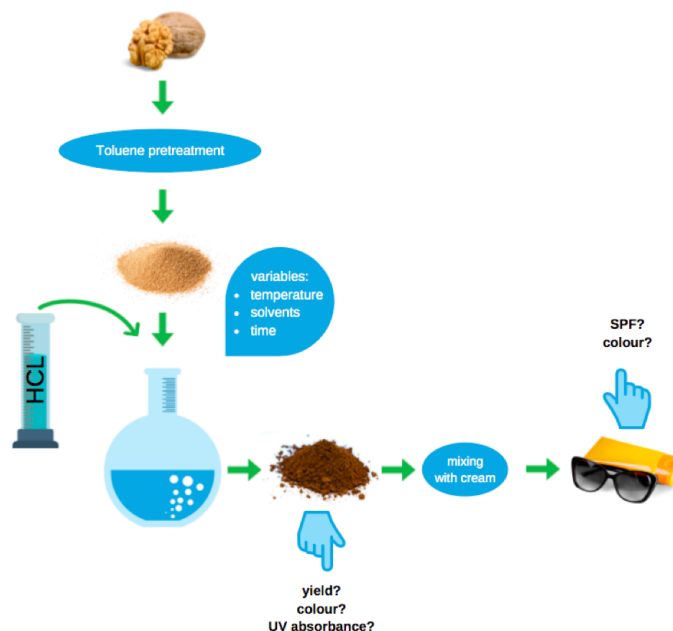 Toluene pretreatment
variables:
• temperature
• solvents
• time
HCL
SPF?
colour?
mixing
with cream
yield?
colour?
UV absorbance?